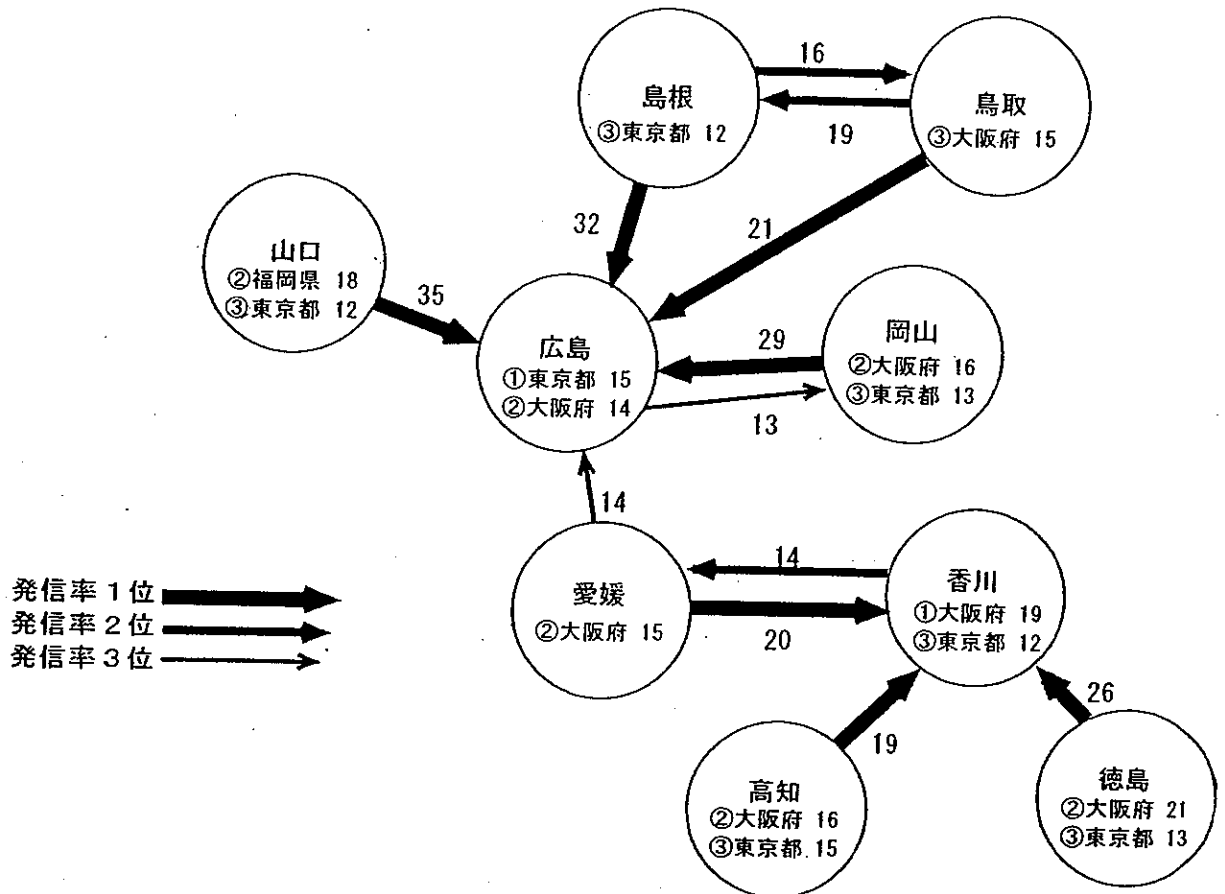 16
島根
③東京都 12
19
鳥取
③大阪府 15
32
21
山口
②福岡県 18
③東京都 12
35
広島
①東京都 15
②大阪府 14
29
13
岡山
②大阪府 16
③東京都 13
14
愛媛
②大阪府 15
14
20
香川
①大阪府 19
③東京都 12
発信率1位
発信率2位
発信率3位
19
26
高知
②大阪府 16
③東京都 15
徳島
②大阪府 21
③東京都 13